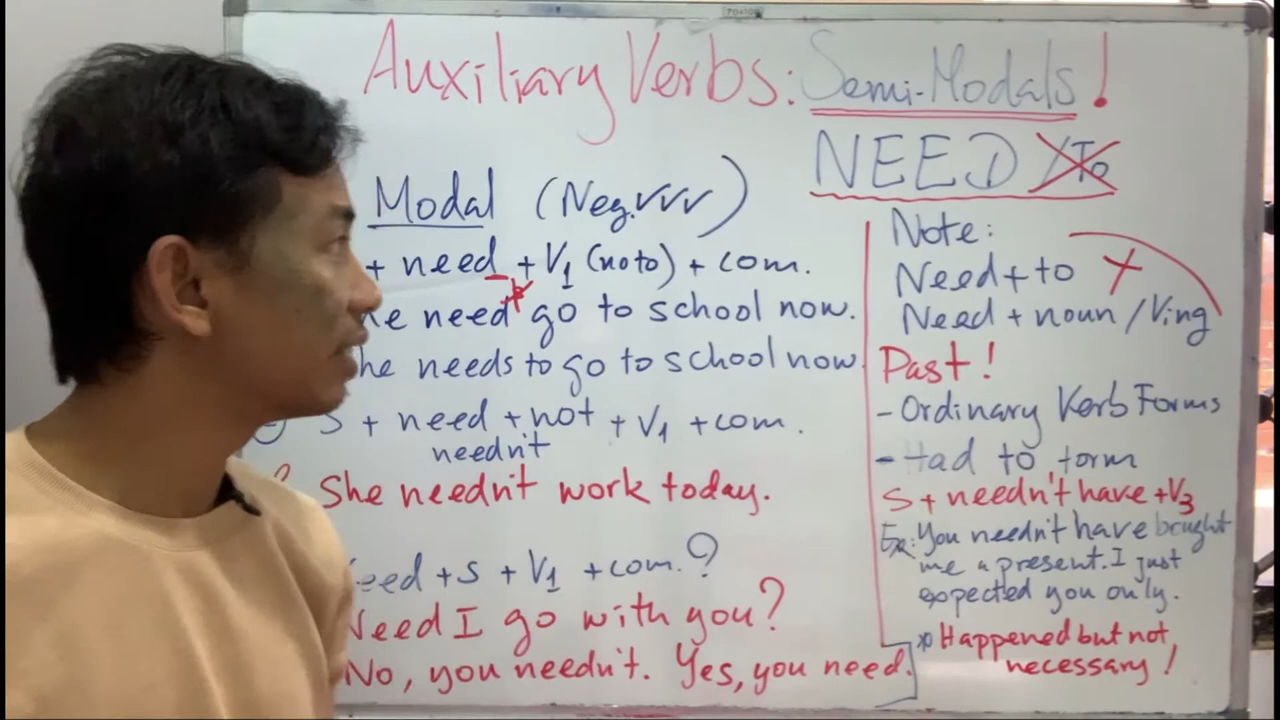 Auxiliary Verbs: Semi-Modals!
NEED /To
Modal (Neg.vvv)
+ need + V1 (no to) + com.
he need go to school now.
he needs to go to school now.
S + need + not + V1 + com.
needn't
She needn't work today.
eed + S + V1 + com.?
Need I go with you?
No, you needn't. Yes, you need.
Note:
Need + to X
Need + noun / Ving
Past!
- Ordinary Verb Forms
- Had to form
S + needn't have + V3
Ex: You needn't have bought
me a present. I just
expected you only.
* Happened but not
necessary!